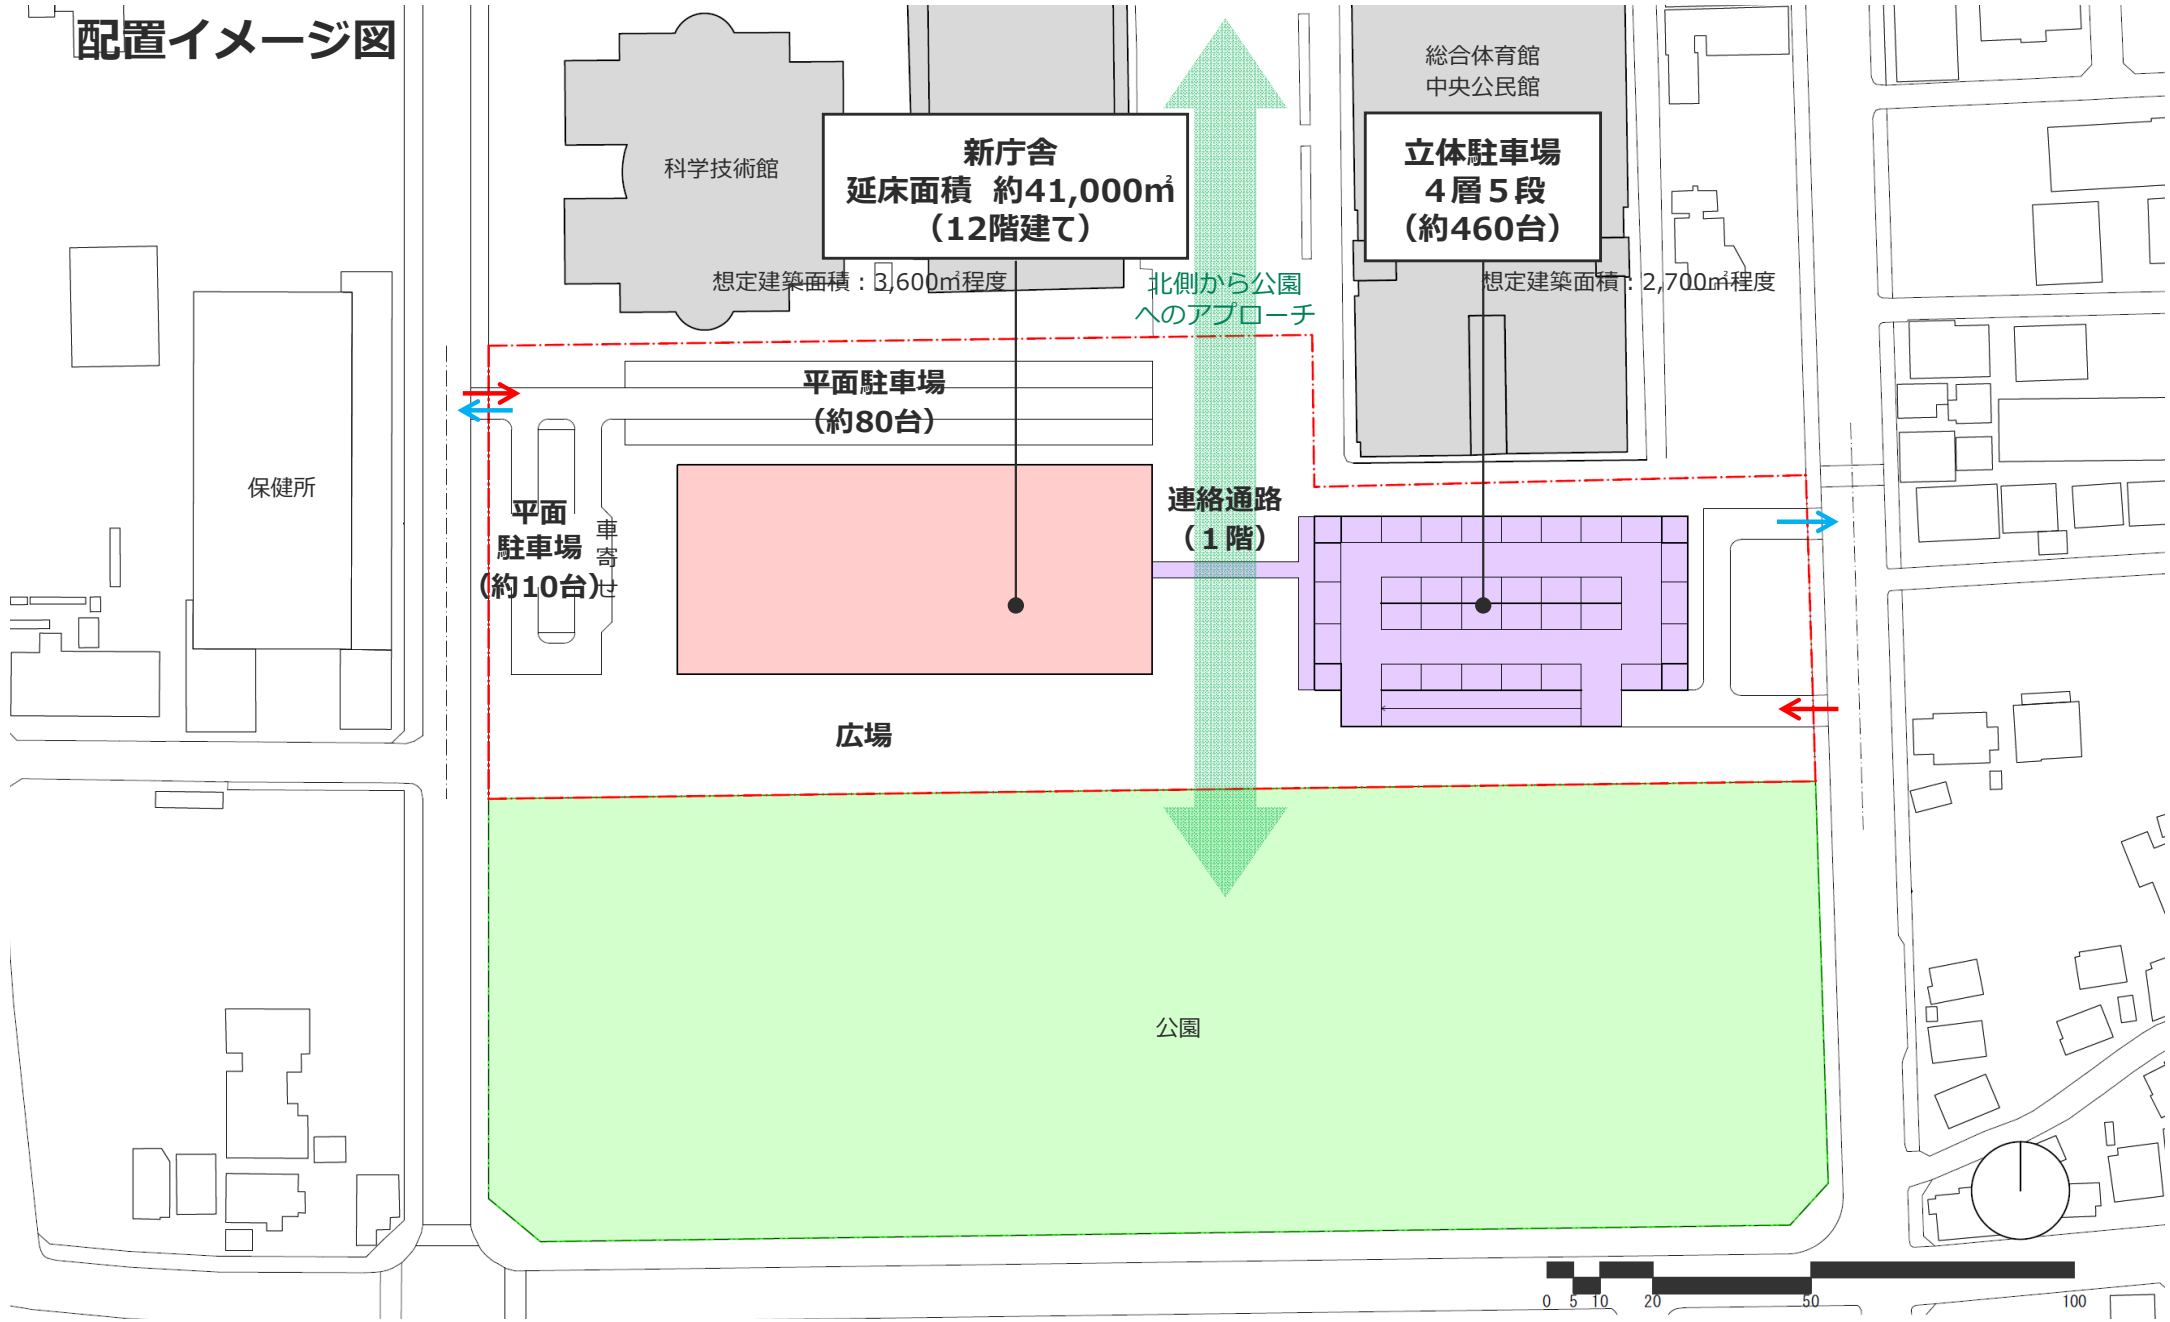 配置イメージ図
総合体育館
中央公民館
科学技術館
新庁舎
延床面積 約41,000㎡
（12階建て）
立体駐車場
４層５段
（約460台）
想定建築面積：3,600㎡程度
北側から公園
へのアプローチ
想定建築面積：2,700㎡程度
平面駐車場
（約80台）
保健所
平面
駐車場
（約10台）
車寄せ
連絡通路
（１階）
広場
公園
0 5 10 20 50 100